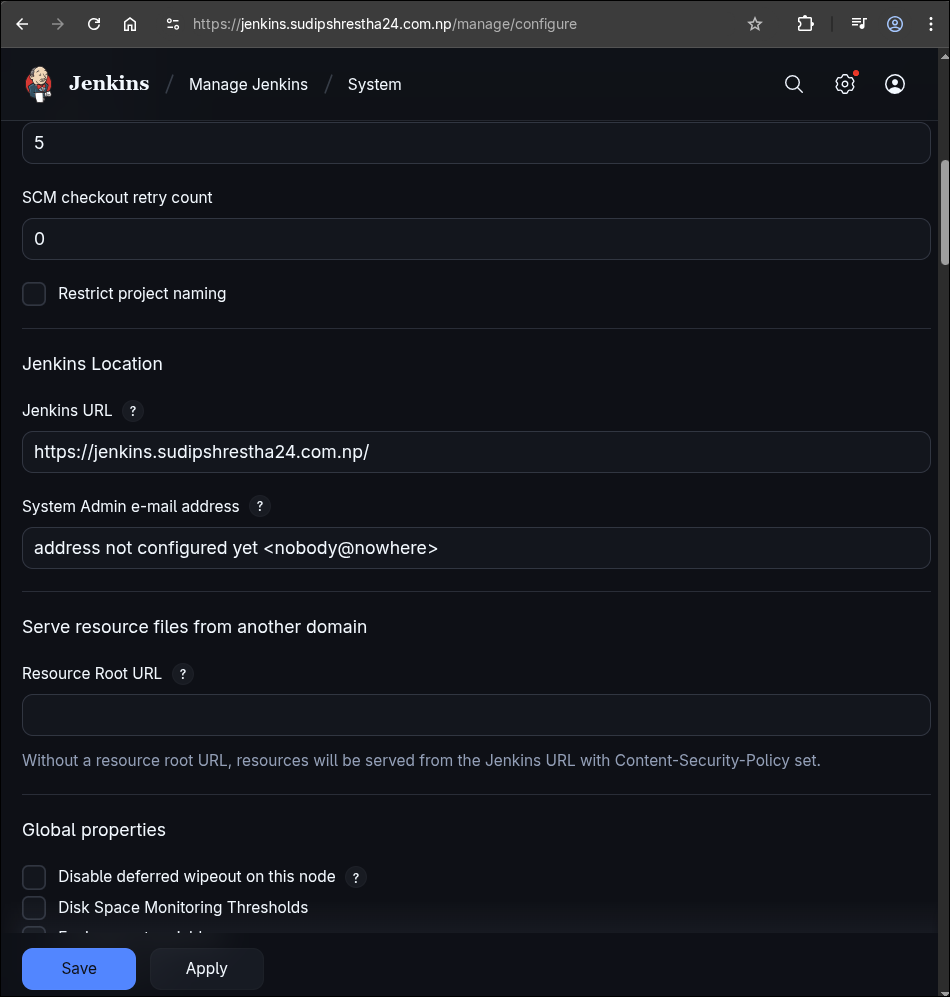 https://jenkins.sudipshrestha24.com.np/manage/configure
Jenkins / Manage Jenkins / System
5
SCM checkout retry count
0
Restrict project naming
Jenkins Location
Jenkins URL ?
https://jenkins.sudipshrestha24.com.np/
System Admin e-mail address ?
address not configured yet <nobody@nowhere>
Serve resource files from another domain
Resource Root URL ?
Without a resource root URL, resources will be served from the Jenkins URL with Content-Security-Policy set.
Global properties
Disable deferred wipeout on this node ?
Disk Space Monitoring Thresholds
Save Apply